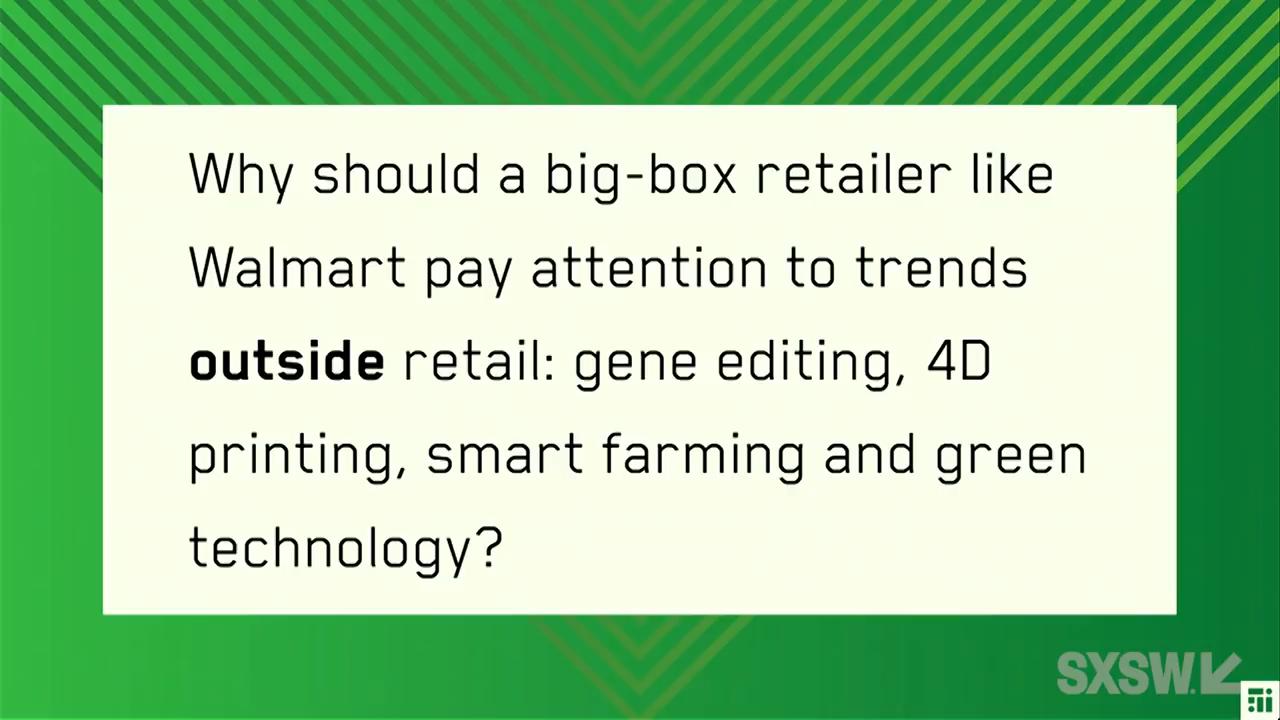 Why should a big-box retailer like
Walmart pay attention to trends
outside retail: gene editing, 4D
printing, smart farming and green
technology?
SXSW.